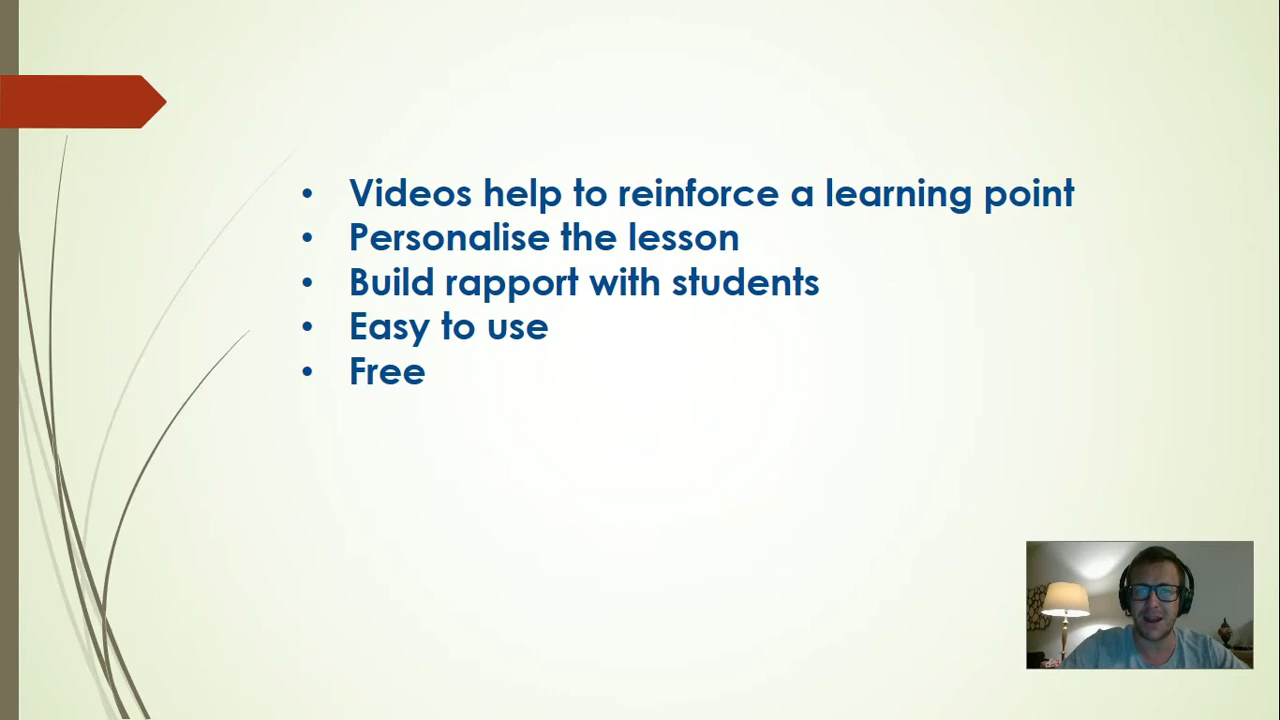 • Videos help to reinforce a learning point
• Personalise the lesson
• Build rapport with students
• Easy to use
• Free